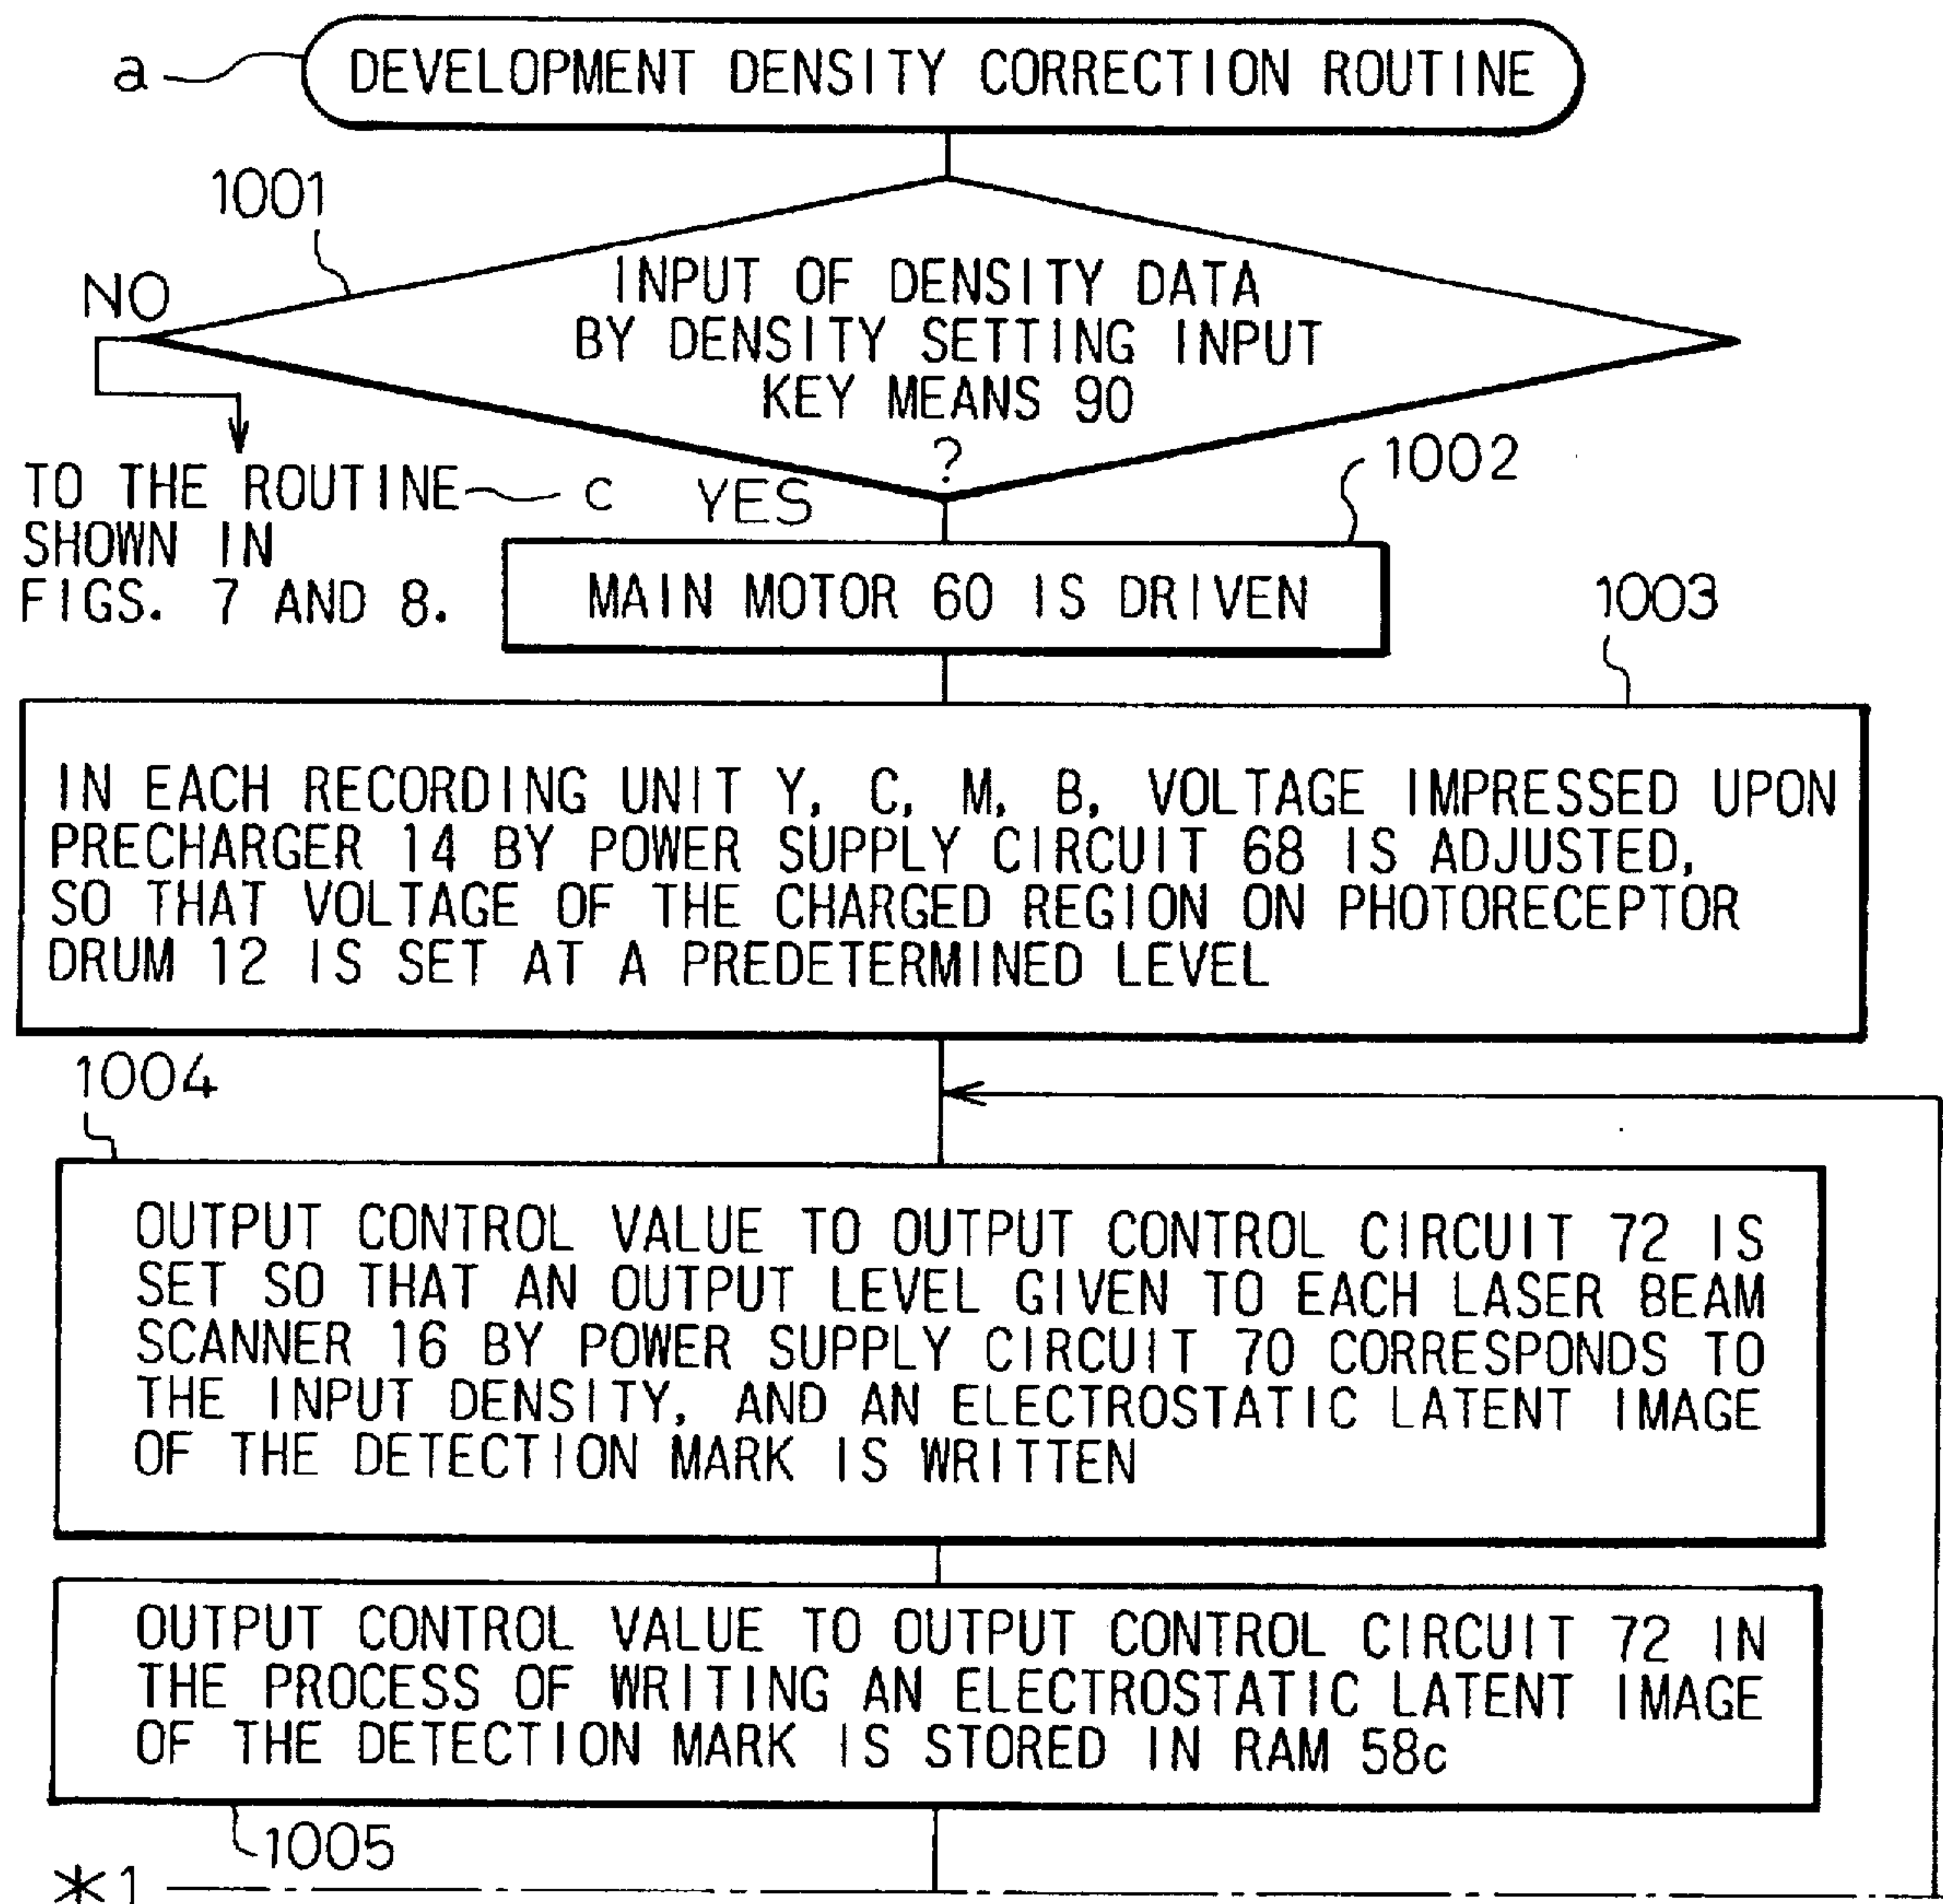 a
DEVELOPMENT DENSITY CORRECTION ROUTINE
1001
NO
INPUT OF DENSITY DATA
BY DENSITY SETTING INPUT
KEY MEANS 90
?
1002
TO THE ROUTINE
SHOWN IN
FIGS. 7 AND 8.
c
YES
MAIN MOTOR 60 IS DRIVEN
1003
IN EACH RECORDING UNIT Y, C, M, B, VOLTAGE IMPRESSED UPON
PRECHARGER 14 BY POWER SUPPLY CIRCUIT 68 IS ADJUSTED,
SO THAT VOLTAGE OF THE CHARGED REGION ON PHOTORECEPTOR
DRUM 12 IS SET AT A PREDETERMINED LEVEL
1004
OUTPUT CONTROL VALUE TO OUTPUT CONTROL CIRCUIT 72 IS
SET SO THAT AN OUTPUT LEVEL GIVEN TO EACH LASER BEAM
SCANNER 16 BY POWER SUPPLY CIRCUIT 70 CORRESPONDS TO
THE INPUT DENSITY, AND AN ELECTROSTATIC LATENT IMAGE
OF THE DETECTION MARK IS WRITTEN
OUTPUT CONTROL VALUE TO OUTPUT CONTROL CIRCUIT 72 IN
THE PROCESS OF WRITING AN ELECTROSTATIC LATENT IMAGE
OF THE DETECTION MARK IS STORED IN RAM 58c
1005
*1